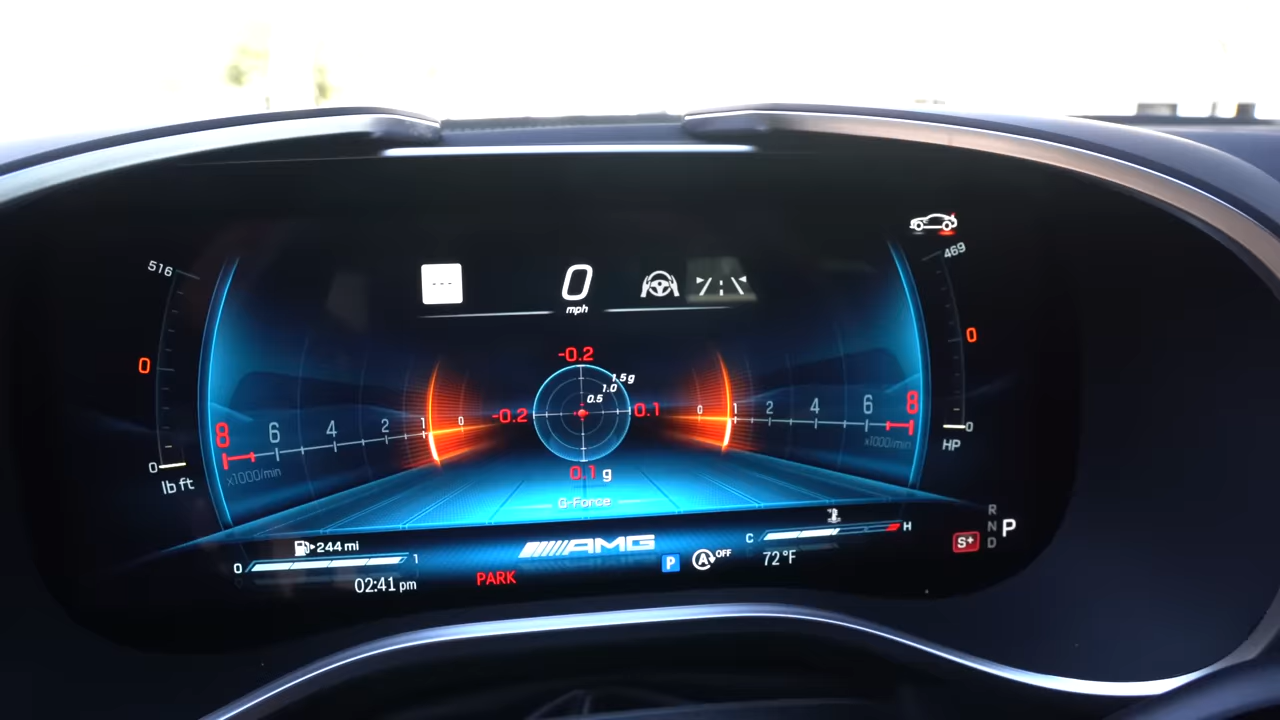 516
469
---
0
mph
0
0
-0.2
1.5g
1.0
0.5
-0.2
0.1
8 6 4 2 1 0
0 1 2 4 6 8
x1000/min
x1000/min
0
lb ft
0
HP
0.1 g
G-Force
R
N P
D
S+
244 mi
0 1
AMG
C H
P
A OFF
72°F
02:41 pm
PARK